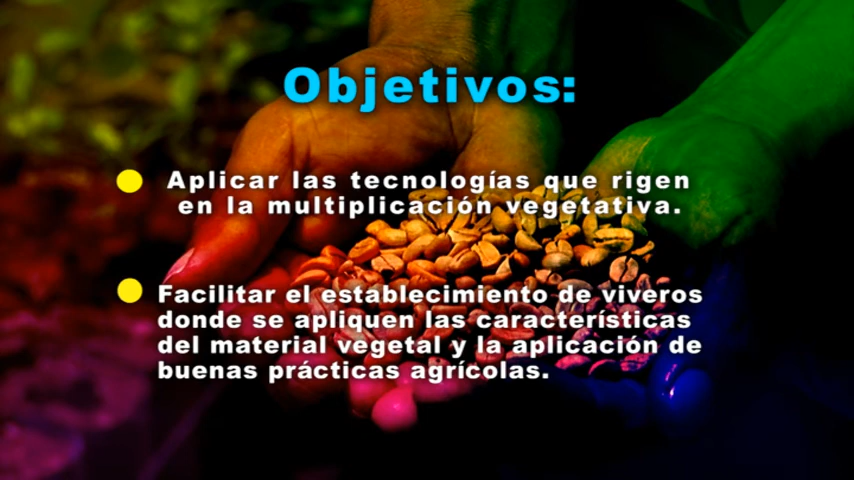 Objetivos:
Aplicar las tecnologías que rigen
en la multiplicación vegetativa.
Facilitar el establecimiento de viveros
donde se apliquen las características
del material vegetal y la aplicación de
buenas prácticas agrícolas.